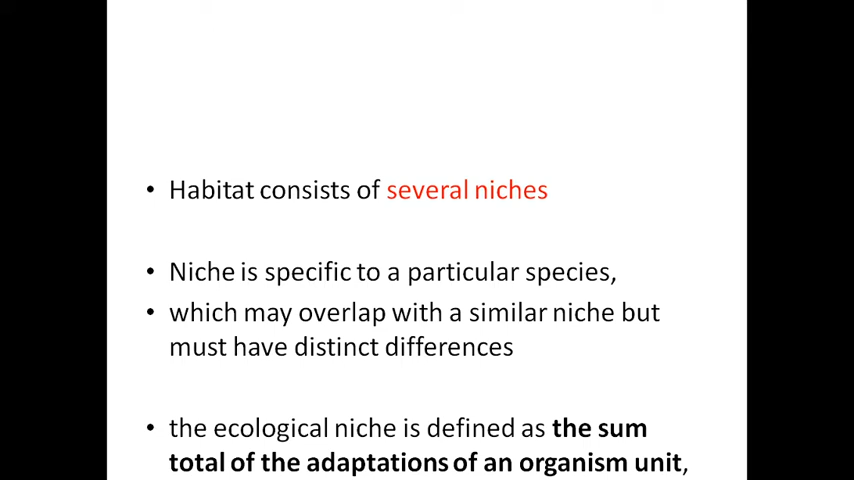 • Habitat consists of several niches
• Niche is specific to a particular species,
• which may overlap with a similar niche but
must have distinct differences
• the ecological niche is defined as the sum
total of the adaptations of an organism unit,